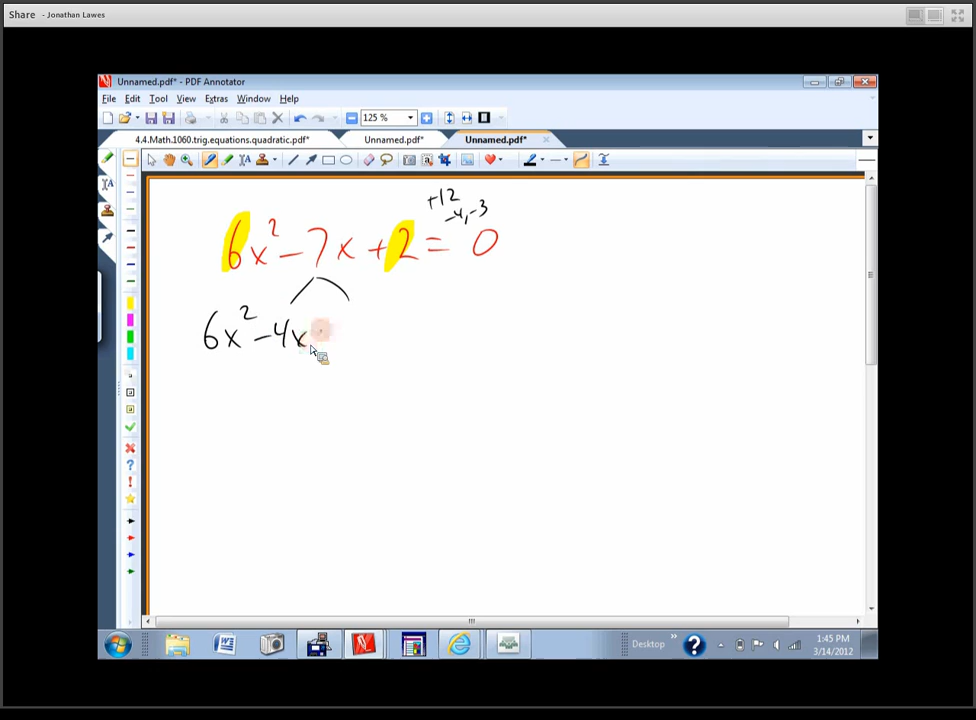 Share - Jonathan Lawes
Unnamed.pdf* - PDF Annotator
File Edit Tool View Extras Window Help
125 %
4.4.Math.1060.trig.equations.quadratic.pdf* Unnamed.pdf* Unnamed.pdf*
+12
-4,-3
6x² - 7x + 2 = 0
6x² - 4x
Desktop
1:45 PM
3/14/2012